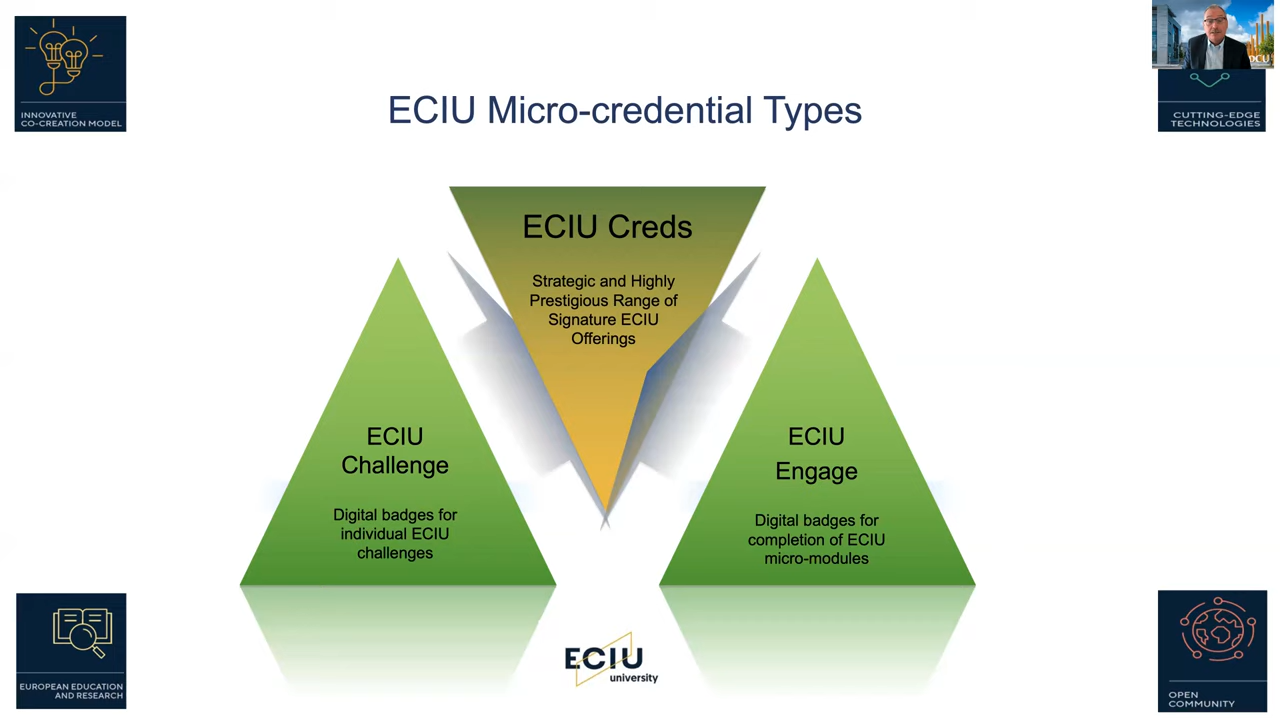 INNOVATIVE
CO-CREATION MODEL
DCU
CUTTING-EDGE
TECHNOLOGIES
ECIU Micro-credential Types
ECIU Creds
Strategic and Highly
Prestigious Range of
Signature ECIU
Offerings
ECIU
Challenge
Digital badges for
individual ECIU
challenges
ECIU
Engage
Digital badges for
completion of ECIU
micro-modules
EUROPEAN EDUCATION
AND RESEARCH
ECIU
university
OPEN
COMMUNITY